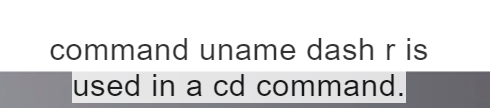 command uname dash r is
used in a cd command.